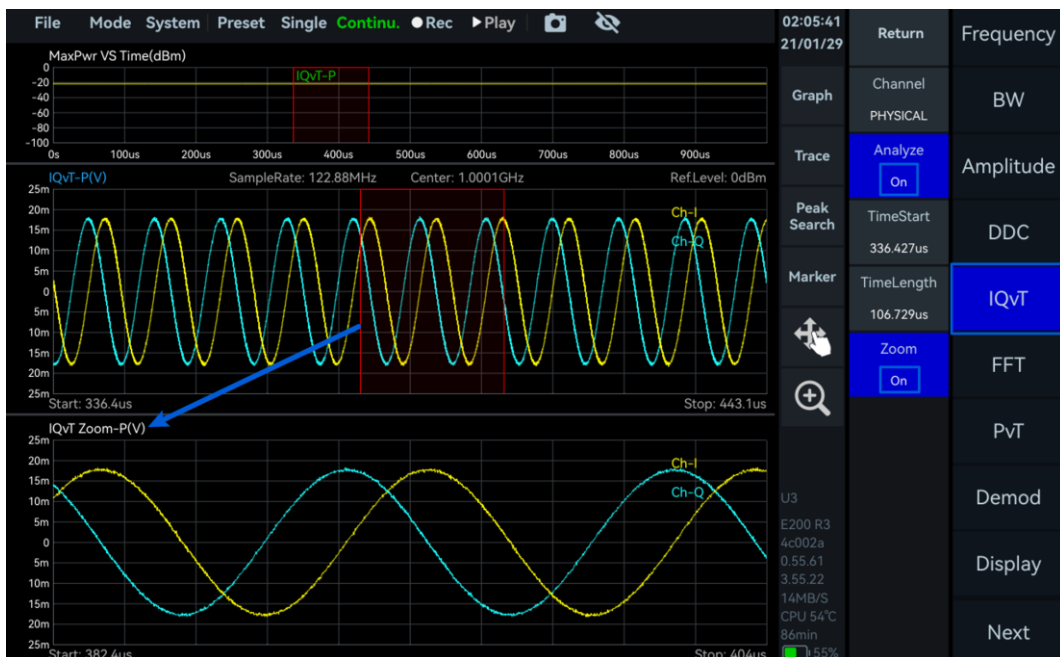 File Mode System Preset Single Continu. Rec Play
02:05:41
21/01/29
Return
Frequency
MaxPwr VS Time(dBm)
0
-20
-40
-60
-80
-100
IQvT-P
0s 100us 200us 300us 400us 500us 600us 700us 800us 900us
IQvT-P(V) SampleRate: 122.88MHz Center: 1.0001GHz Ref.Level: 0dBm
25m
20m
15m
10m
5m
0
5m
10m
15m
20m
25m
Ch-I
Ch-Q
Start: 336.4us Stop: 443.1us
IQvT Zoom-P(V)
25m
20m
15m
10m
5m
0
5m
10m
15m
20m
25m
Ch-I
Ch-Q
Start: 382.4us Stop: 404us
Graph
Trace
Peak
Search
Marker
U3
E200 R3
4c002a
0.55.61
3.55.22
14MB/S
CPU 54°C
86min
55%
Channel
PHYSICAL
Analyze
On
TimeStart
336.427us
TimeLength
106.729us
Zoom
On
BW
Amplitude
DDC
IQvT
FFT
PvT
Demod
Display
Next